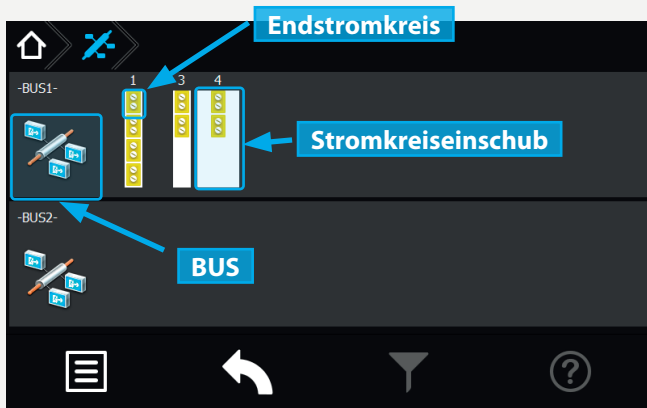 Endstromkreis
-BUS1-
1 3 4
Stromkreiseinschub
-BUS2-
BUS
?